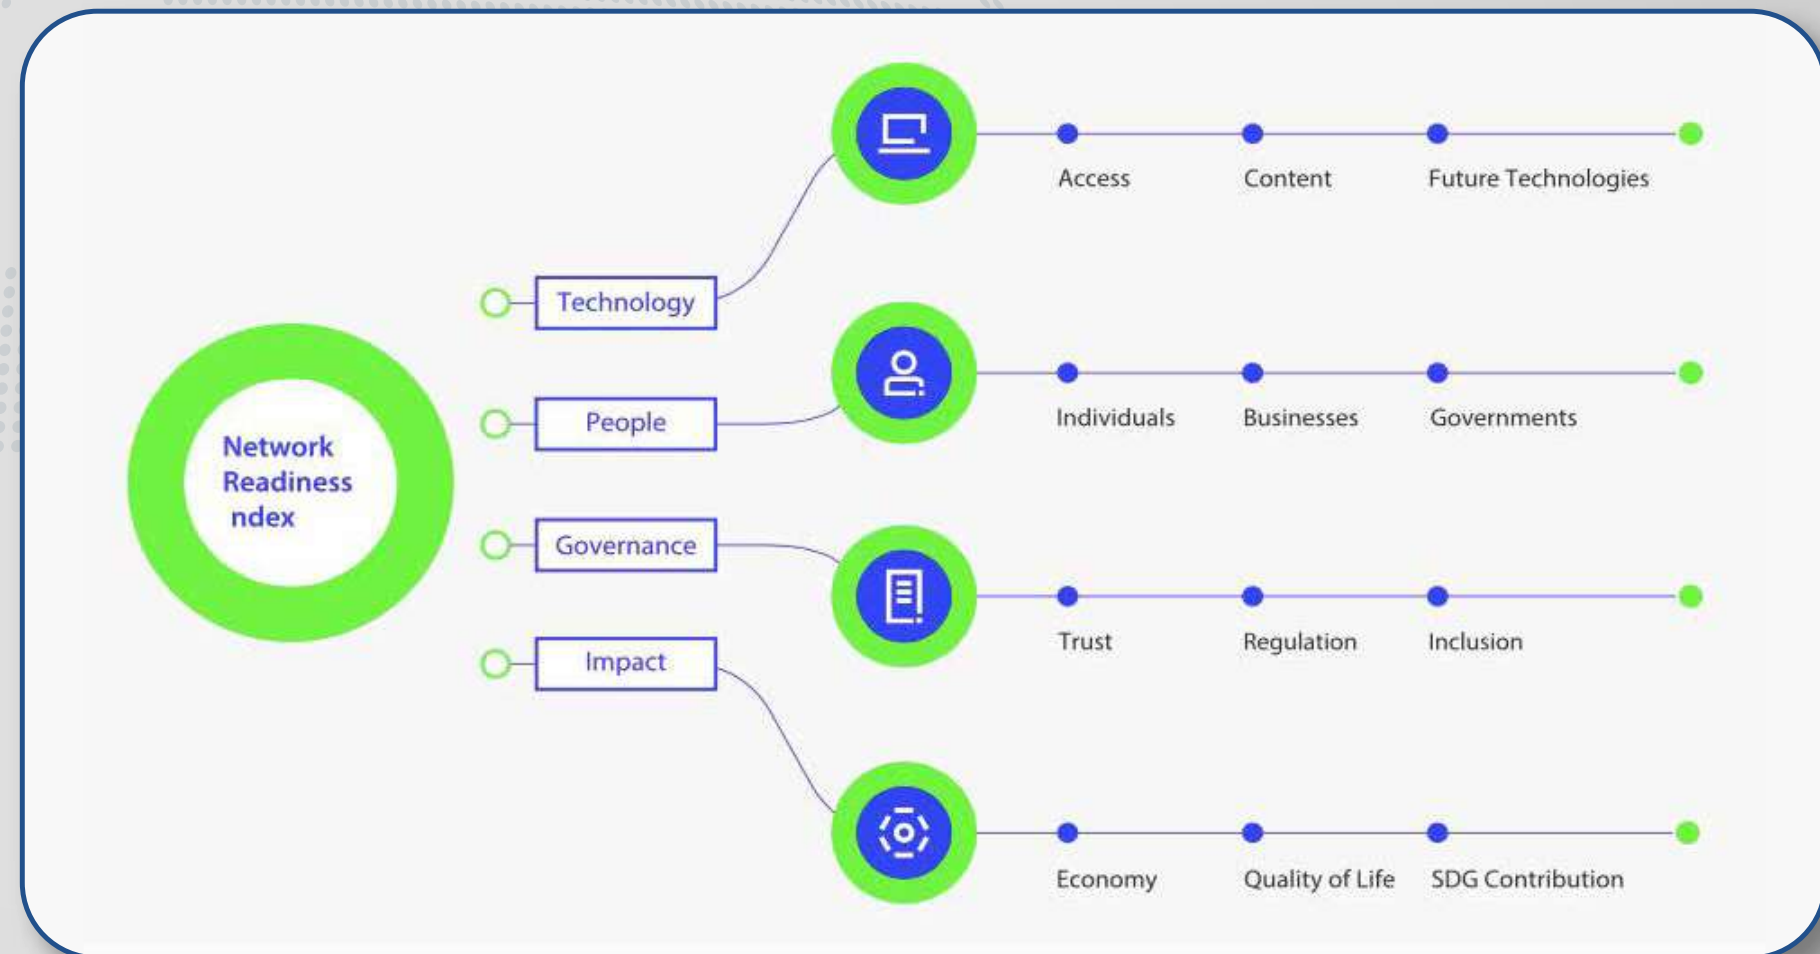 Network
Readiness
ndex
Technology
People
Governance
Impact
Access Content Future Technologies
Individuals Businesses Governments
Trust Regulation Inclusion
Economy Quality of Life SDG Contribution